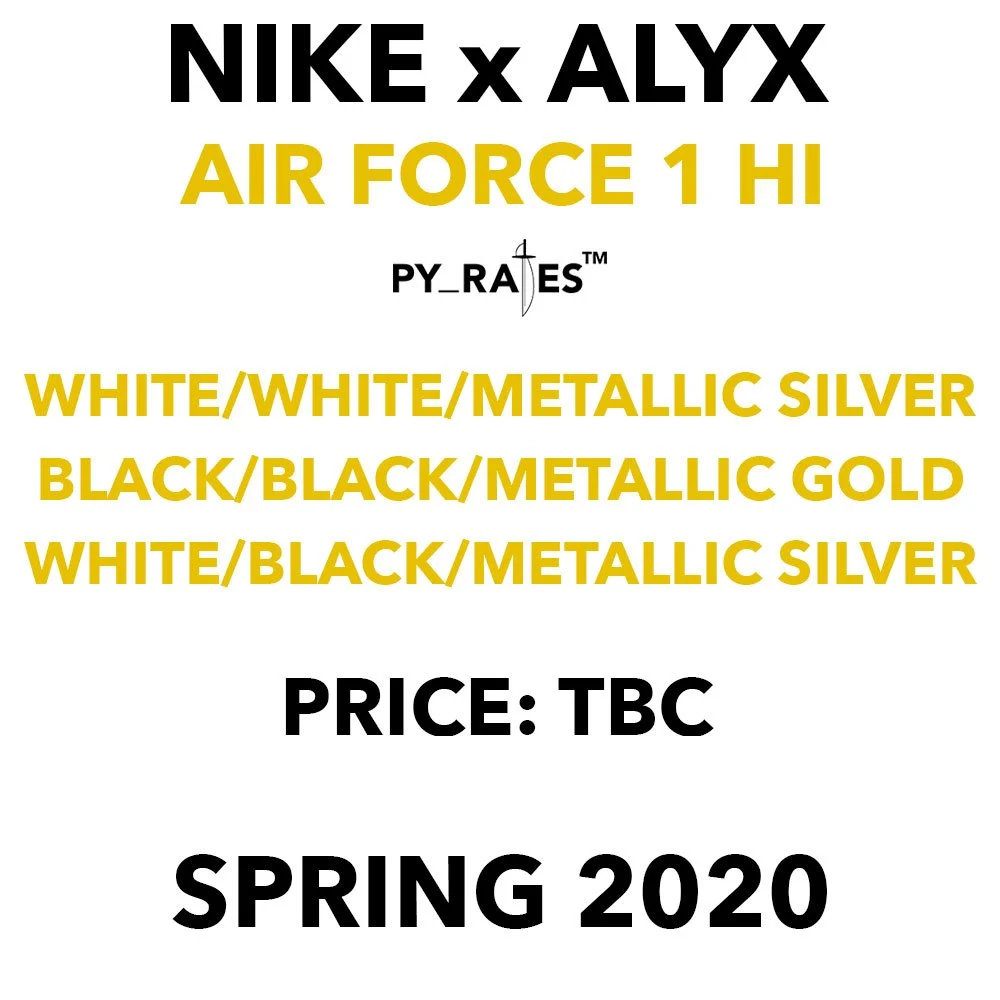 NIKE x ALYX
AIR FORCE 1 HI
PY_RATES™
WHITE/WHITE/METALLIC SILVER
BLACK/BLACK/METALLIC GOLD
WHITE/BLACK/METALLIC SILVER
PRICE: TBC
SPRING 2020